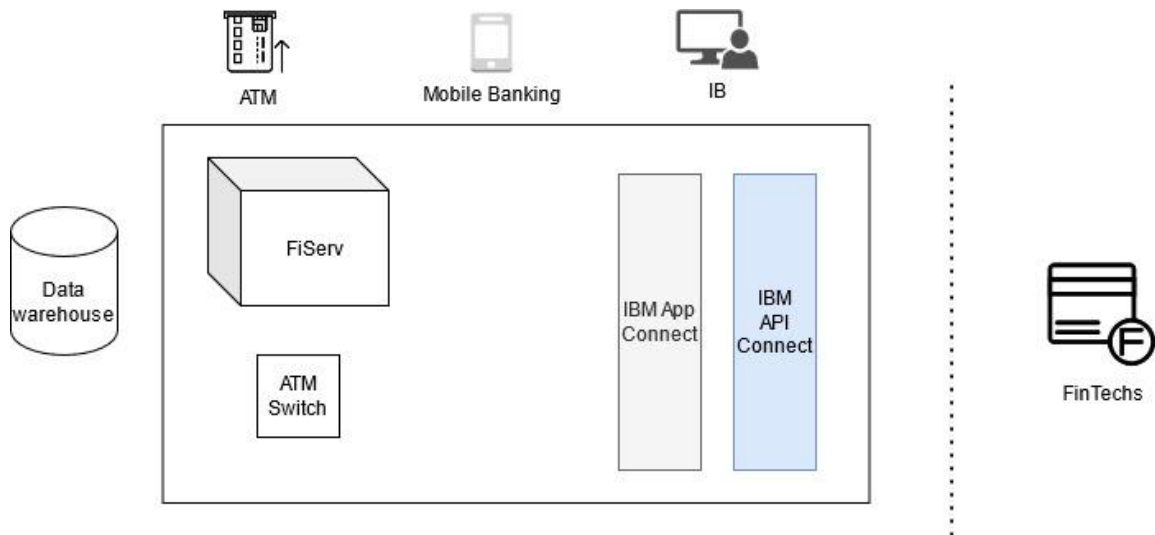 ATM
Mobile Banking
IB
FiServ
Data
warehouse
IBM App
Connect
IBM
API
Connect
ATM
Switch
F
FinTechs